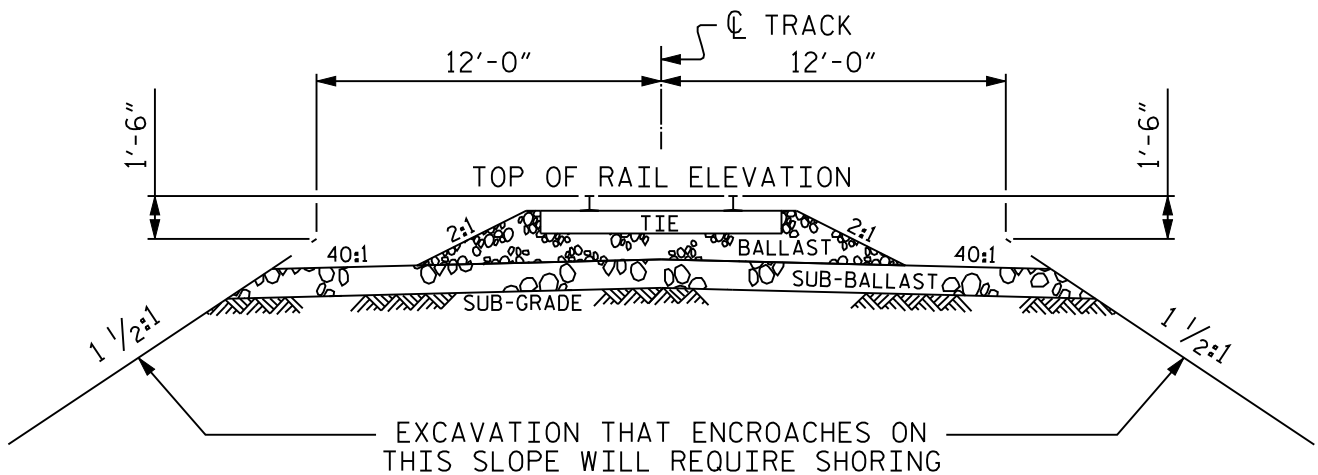 ℄ TRACK
12'-0" 12'-0"
1'-6" 1'-6"
TOP OF RAIL ELEVATION
TIE
2:1 2:1
BALLAST
40:1 40:1
SUB-BALLAST
SUB-GRADE
1 1/2:1 1 1/2:1
EXCAVATION THAT ENCROACHES ON
THIS SLOPE WILL REQUIRE SHORING